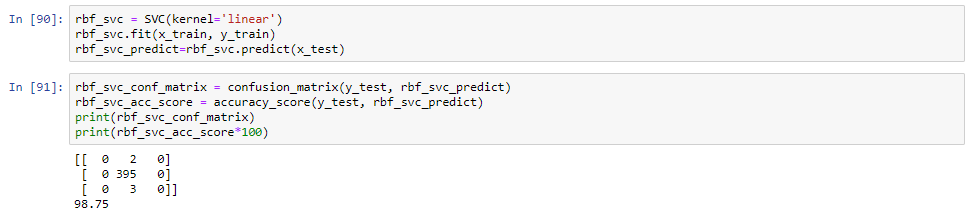 In [90]: rbf_svc = SVC(kernel='linear')
rbf_svc.fit(x_train, y_train)
rbf_svc_predict=rbf_svc.predict(x_test)
In [91]: rbf_svc_conf_matrix = confusion_matrix(y_test, rbf_svc_predict)
rbf_svc_acc_score = accuracy_score(y_test, rbf_svc_predict)
print(rbf_svc_conf_matrix)
print(rbf_svc_acc_score*100)
[[  0   2   0]
 [  0 395   0]
 [  0   3   0]]
98.75